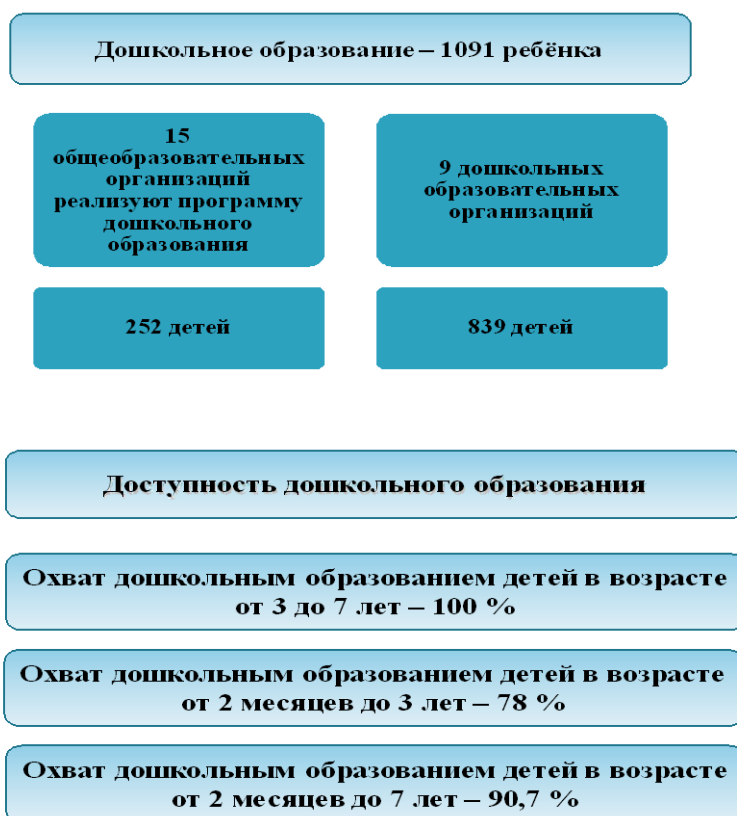 Дошкольное образование – 1091 ребёнка
15
общеобразовательных
организаций
реализуют программу
дошкольного
образования
9 дошкольных
образовательных
организаций
252 детей
839 детей
Доступность дошкольного образования
Охват дошкольным образованием детей в возрасте
от 3 до 7 лет – 100 %
Охват дошкольным образованием детей в возрасте
от 2 месяцев до 3 лет – 78 %
Охват дошкольным образованием детей в возрасте
от 2 месяцев до 7 лет – 90,7 %